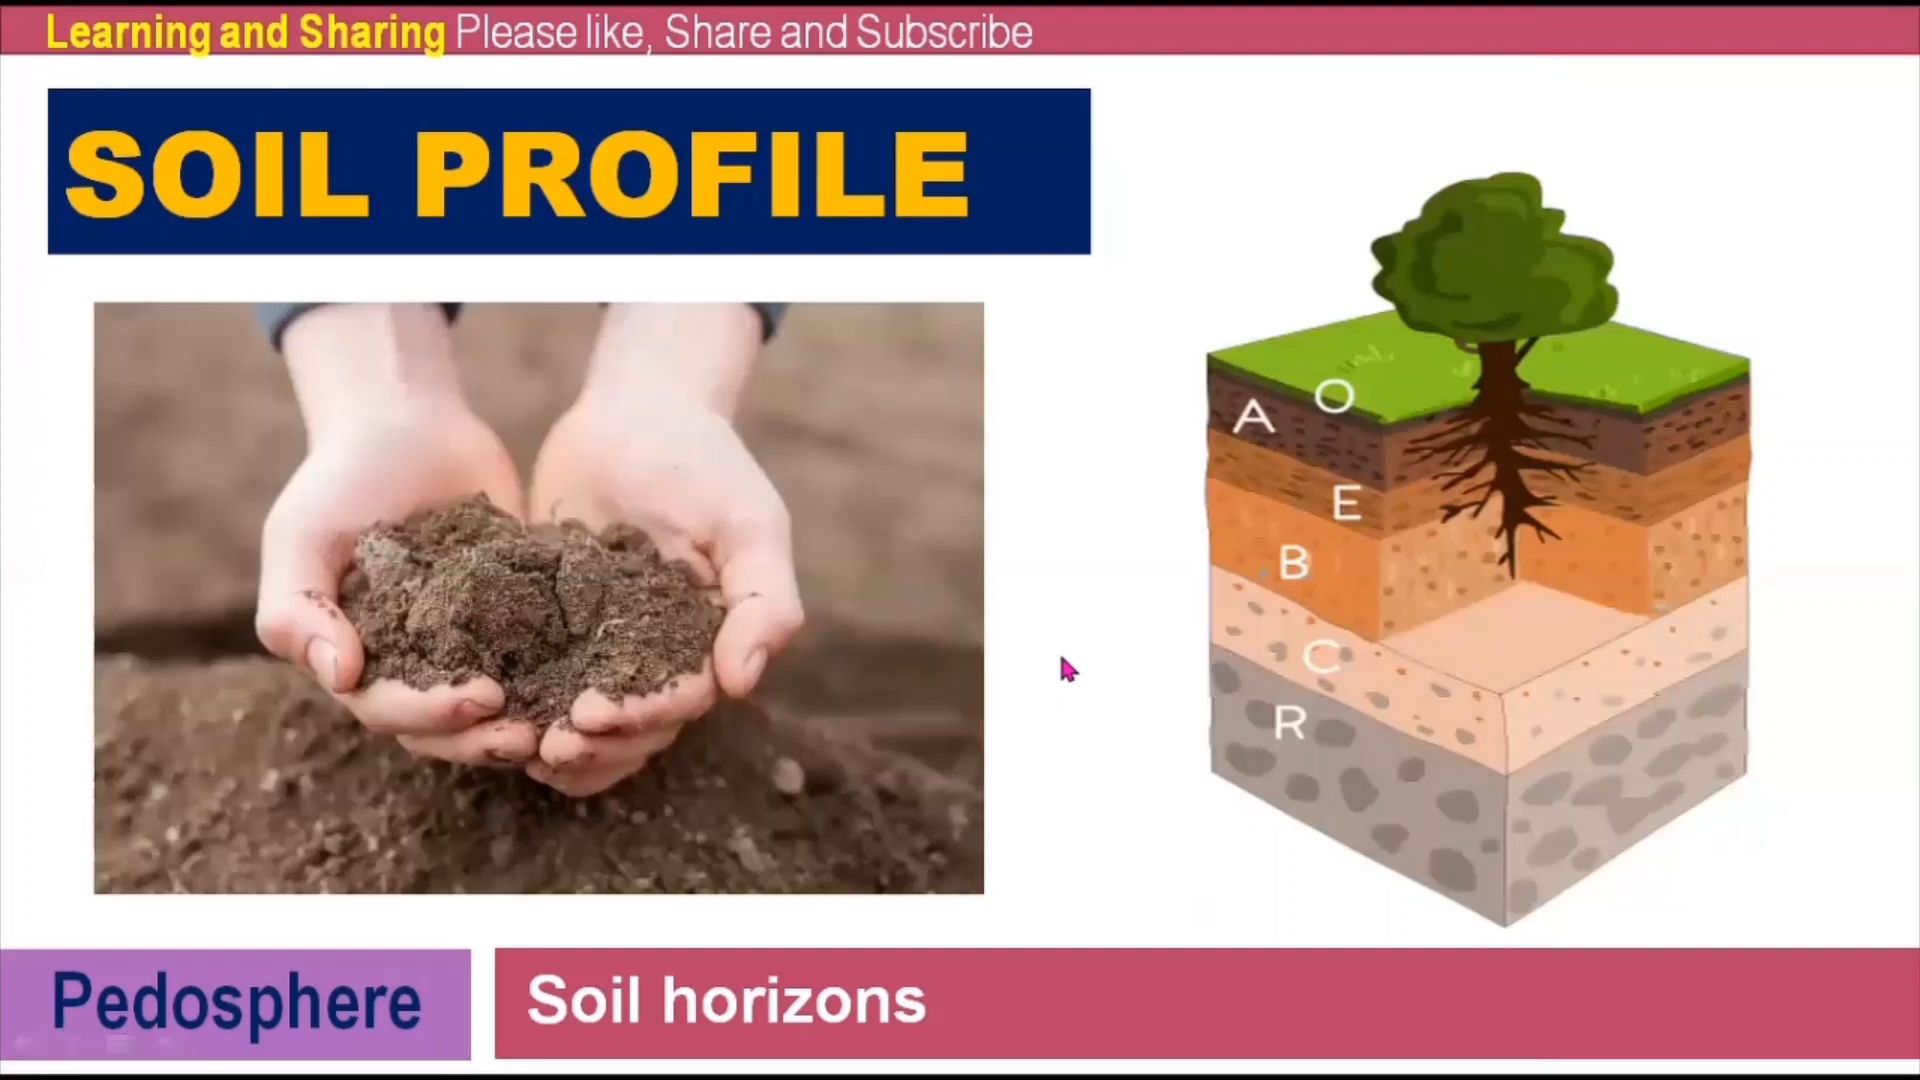 Learning and Sharing Please like, Share and Subscribe
SOIL PROFILE
O
A
E
B
C
R
Pedosphere
Soil horizons